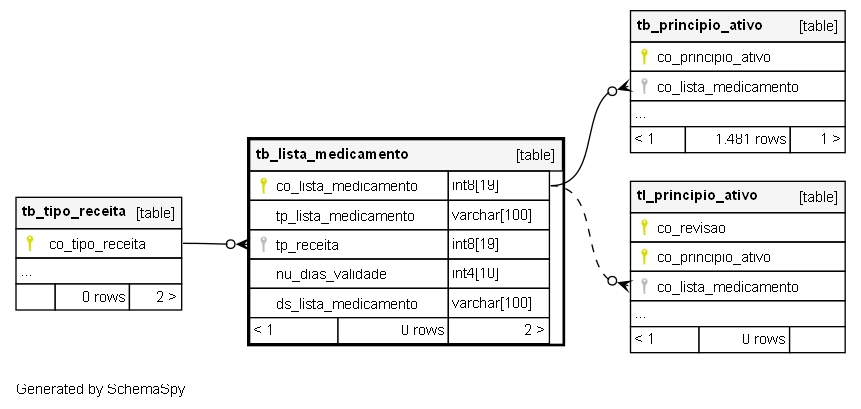 tb_principio_ativo [table]
co_principio_ativo
co_lista_medicamento
...
< 1 1.481 rows 1 >
tb_lista_medicamento [table]
co_lista_medicamento int8[19]
tp_lista_medicamento varchar[100]
tp_receita int8[19]
nu_dias_validade int4[10]
ds_lista_medicamento varchar[100]
< 1 0 rows 2 >
tl_principio_ativo [table]
co_revisao
co_principio_ativo
co_lista_medicamento
...
< 1 0 rows
tb_tipo_receita [table]
co_tipo_receita
...
0 rows 2 >
Generated by SchemaSpy